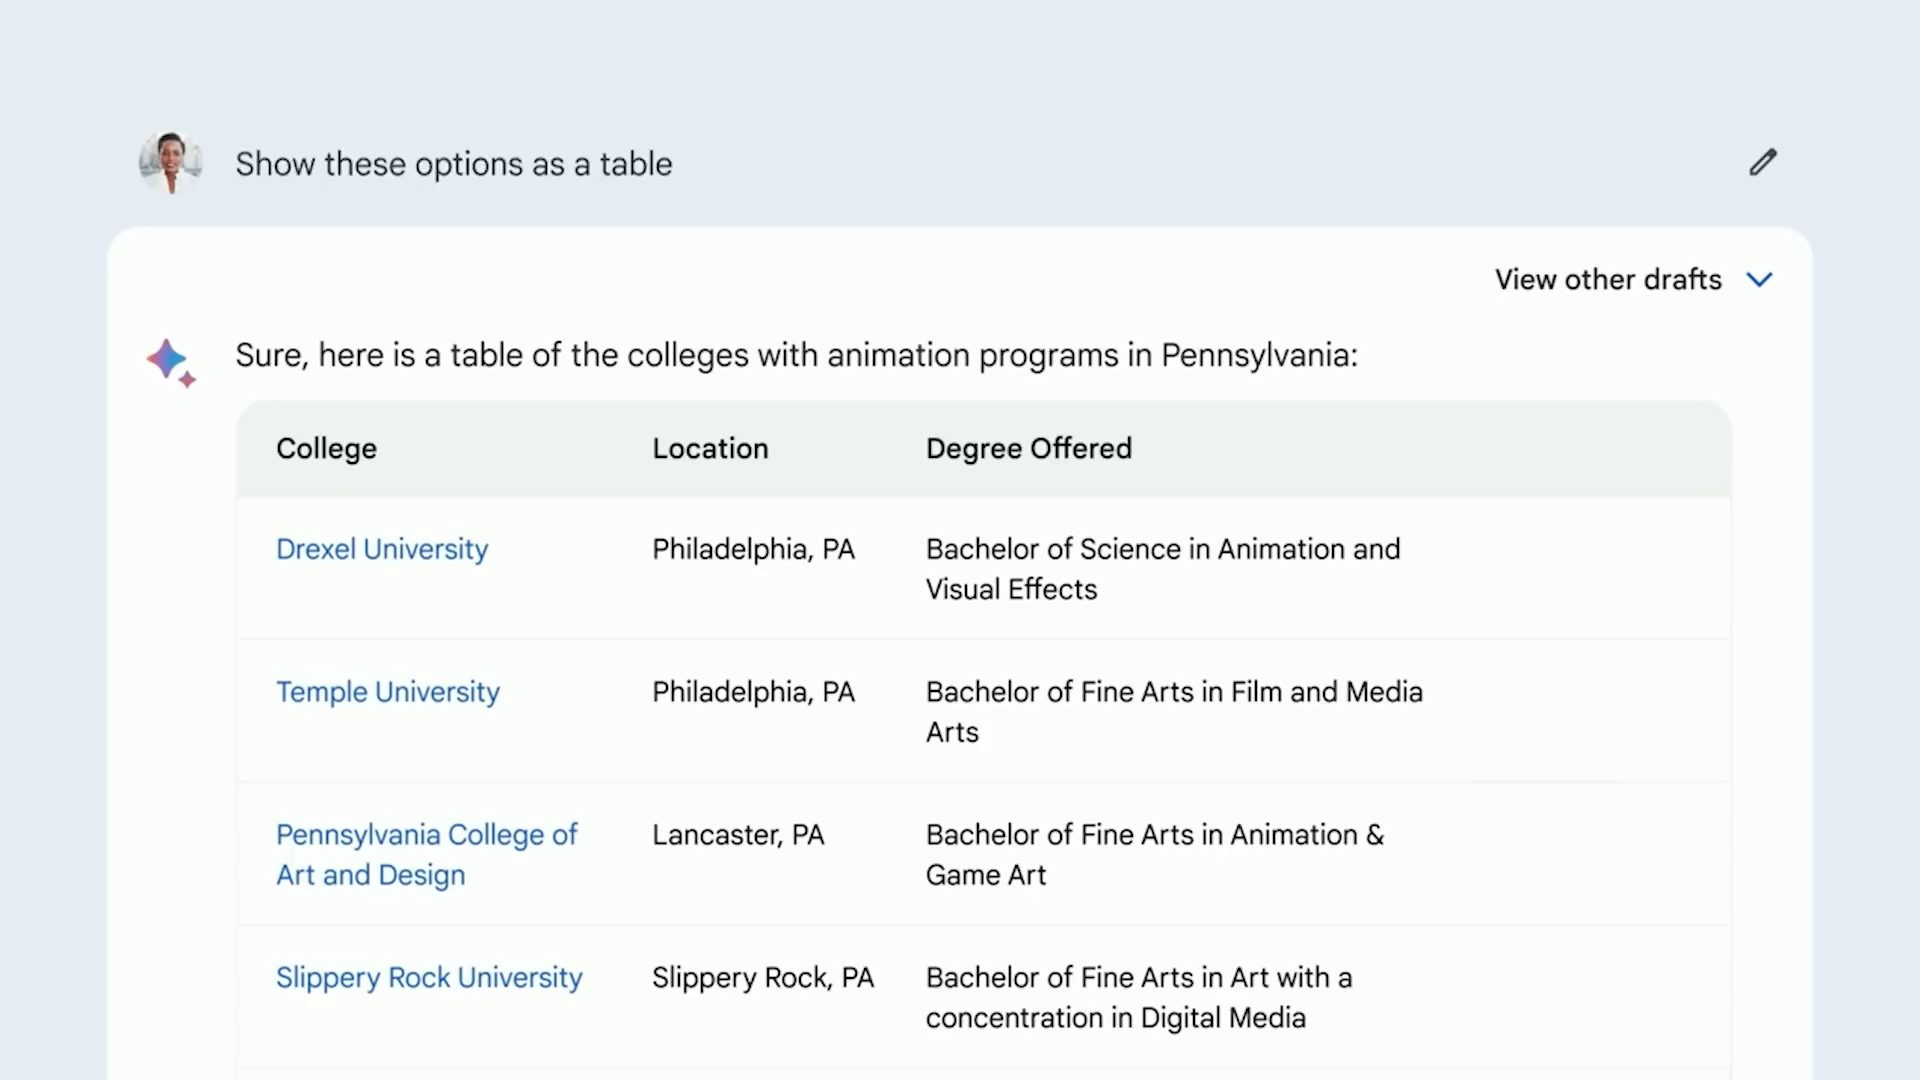 Show these options as a table
View other drafts
Sure, here is a table of the colleges with animation programs in Pennsylvania:
College Location Degree Offered
Drexel University Philadelphia, PA Bachelor of Science in Animation and
Visual Effects
Temple University Philadelphia, PA Bachelor of Fine Arts in Film and Media
Arts
Pennsylvania College of Lancaster, PA Bachelor of Fine Arts in Animation &
Art and Design Game Art
Slippery Rock University Slippery Rock, PA Bachelor of Fine Arts in Art with a
concentration in Digital Media